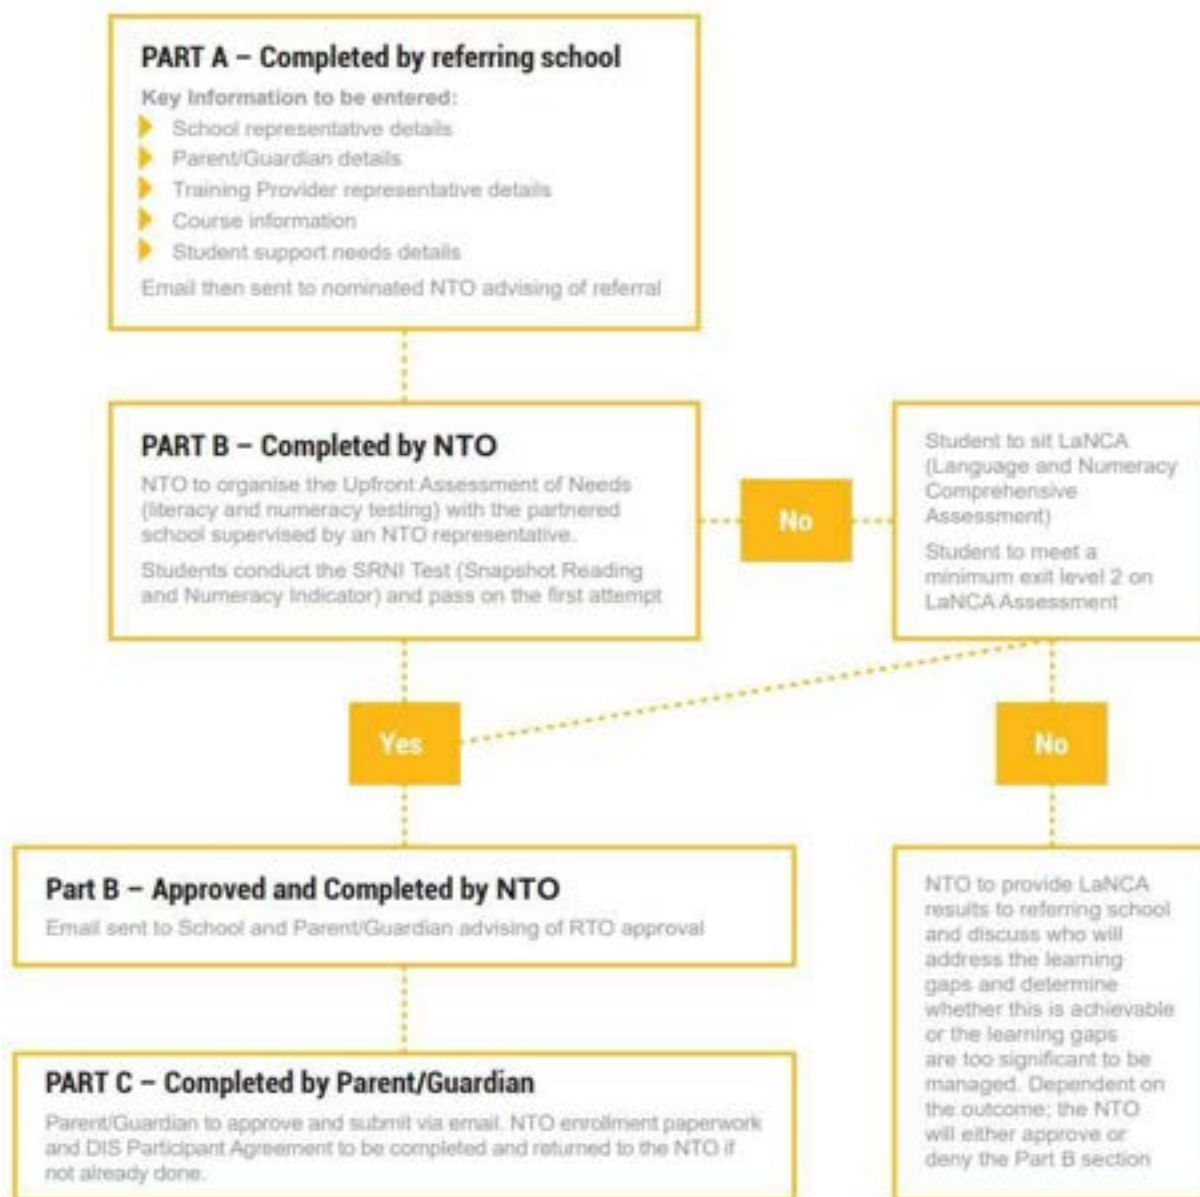 PART A – Completed by referring school
Key Information to be entered:
School representative details
Parent/Guardian details
Training Provider representative details
Course information
Student support needs details
Email then sent to nominated NTO advising of referral
PART B – Completed by NTO
NTO to organise the Upfront Assessment of Needs
(literacy and numeracy testing) with the partnered
school supervised by an NTO representative.
Students conduct the SRNI Test (Snapshot Reading
and Numeracy Indicator) and pass on the first attempt
No
Student to sit LaNCA
(Language and Numeracy
Comprehensive
Assessment)
Student to meet a
minimum exit level 2 on
LaNCA Assessment
Yes
No
Part B – Approved and Completed by NTO
Email sent to School and Parent/Guardian advising of RTO approval
PART C – Completed by Parent/Guardian
Parent/Guardian to approve and submit via email. NTO enrollment paperwork
and DIS Participant Agreement to be completed and returned to the NTO if
not already done.
NTO to provide LaNCA
results to referring school
and discuss who will
address the learning
gaps and determine
whether this is achievable
or the learning gaps
are too significant to be
managed. Dependent on
the outcome; the NTO
will either approve or
deny the Part B section